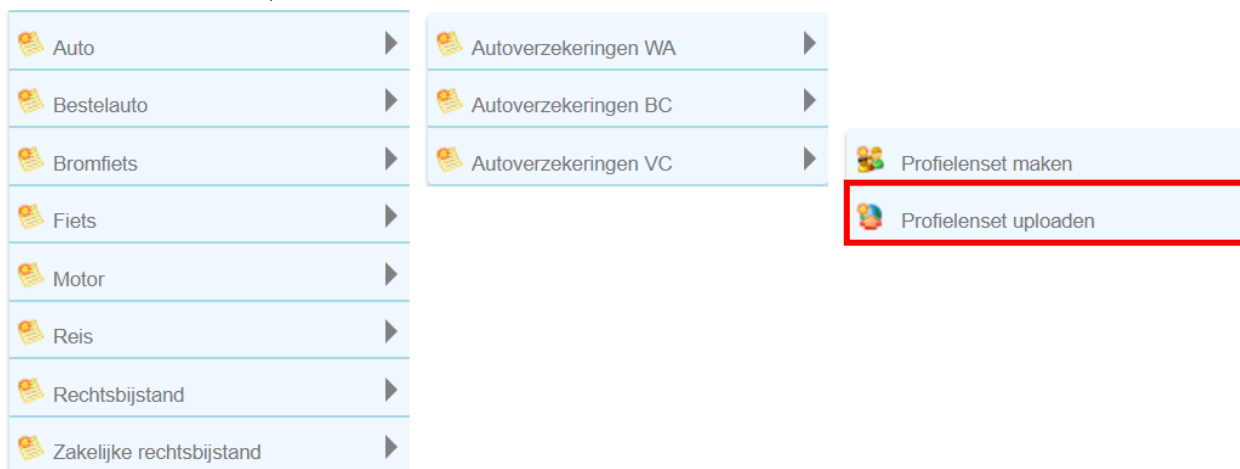 Auto
Bestelauto
Bromfiets
Fiets
Motor
Reis
Rechtsbijstand
Zakelijke rechtsbijstand
Autoverzekeringen WA
Autoverzekeringen BC
Autoverzekeringen VC
Profielenset maken
Profielenset uploaden